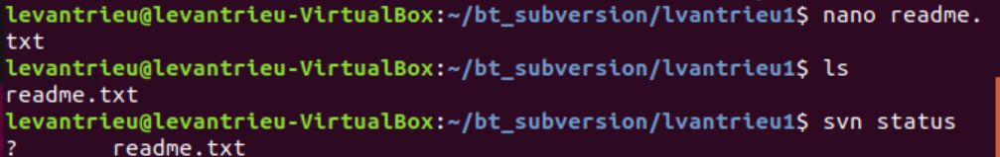 levantrieu@levantrieu-VirtualBox:~/bt_subversion/lvantrieu1$ nano readme.
txt
levantrieu@levantrieu-VirtualBox:~/bt_subversion/lvantrieu1$ ls
readme.txt
levantrieu@levantrieu-VirtualBox:~/bt_subversion/lvantrieu1$ svn status
?       readme.txt